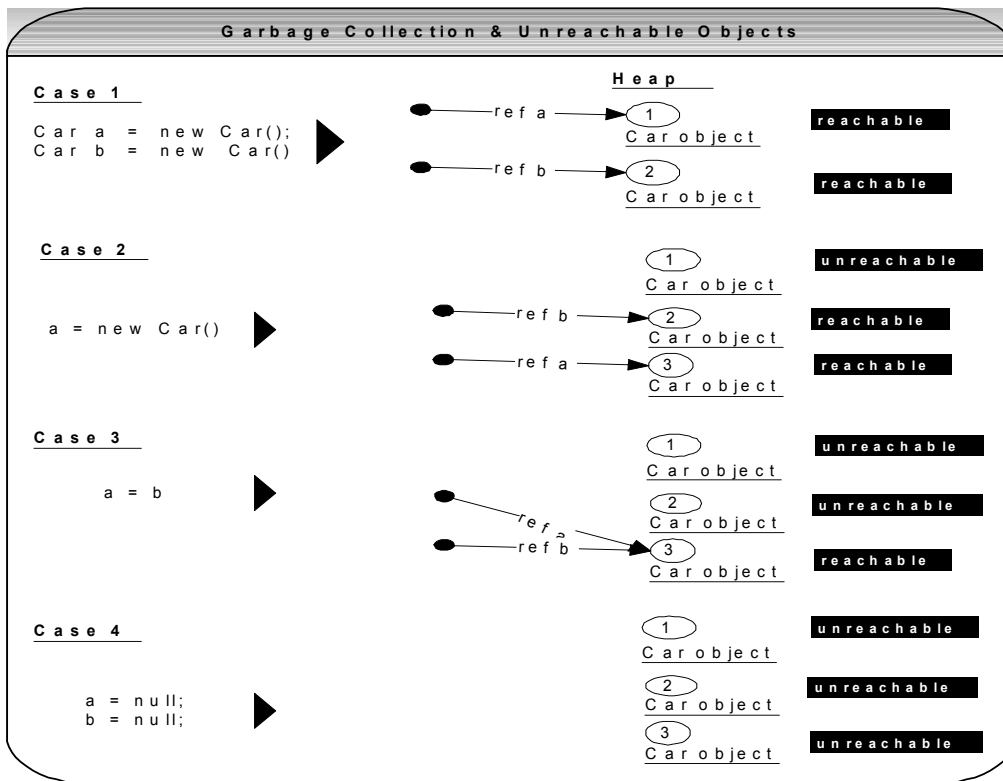 Garbage Collection & Unreachable Objects
Case 1
Heap
Car a = new Car();
Car b = new Car()
ref a
1
Car object
reachable
ref b
2
Car object
reachable
Case 2
1
Car object
unreachable
a = new Car()
ref b
2
Car object
reachable
ref a
3
Car object
reachable
Case 3
1
Car object
unreachable
a = b
ref a
2
Car object
unreachable
ref b
3
Car object
reachable
Case 4
1
Car object
unreachable
a = null;
b = null;
2
Car object
unreachable
3
Car object
unreachable